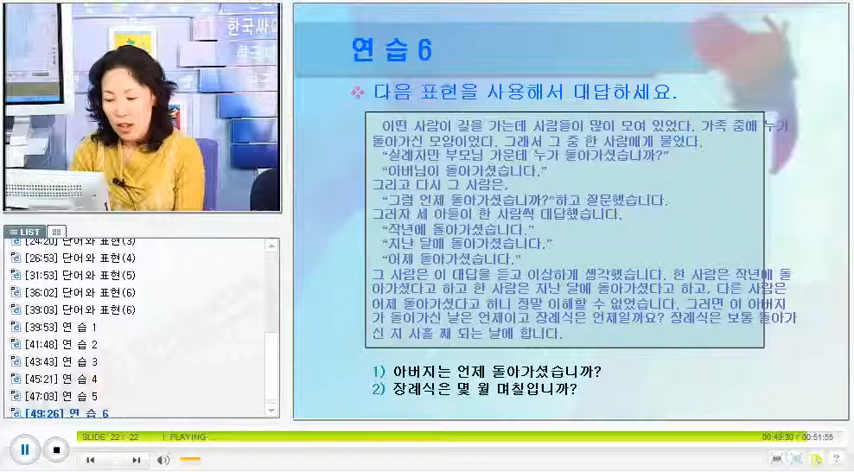 한국싸이
연 습 6
다음 표현을 사용해서 대답하세요.
어떤 사람이 길을 가는데 사람들이 많이 모여 있었다. 가족 중에 누가
돌아가신 모양이었다. 그래서 그 중 한 사람에게 물었다.
“실례지만 부모님 가운데 누가 돌아가셨습니까?”
“아버님이 돌아가셨습니다.”
그리고 다시 그 사람은,
“그럼 언제 돌아가셨습니까?”하고 질문했습니다.
그러자 세 아들이 한 사람씩 대답했습니다.
“작년에 돌아가셨습니다.”
“지난 달에 돌아가셨습니다.”
“어제 돌아가셨습니다.”
그 사람은 이 대답을 듣고 이상하게 생각했습니다. 한 사람은 작년에 돌
아가셨다고 하고 한 사람은 지난 달에 돌아가셨다고 하고, 다른 사람은
어제 돌아가셨다고 하니 정말 이해할 수 없었습니다. 그러면 이 아버지
가 돌아가신 날은 언제이고 장례식은 언제일까요? 장례식은 보통 돌아가
신 지 사흘 째 되는 날에 합니다.
1) 아버지는 언제 돌아가셨습니까?
2) 장례식은 몇 월 며칠입니까?
LIST
[24:20] 단어와 표현(3)
[26:53] 단어와 표현(4)
[31:53] 단어와 표현(5)
[36:02] 단어와 표현(6)
[39:03] 단어와 표현(6)
[39:53] 연 습 1
[41:48] 연 습 2
[43:43] 연 습 3
[45:21] 연 습 4
[47:03] 연 습 5
[49:26] 연 습 6
SLIDE 22 / 22 | PLAYING...
00:49:30 / 00:51:55